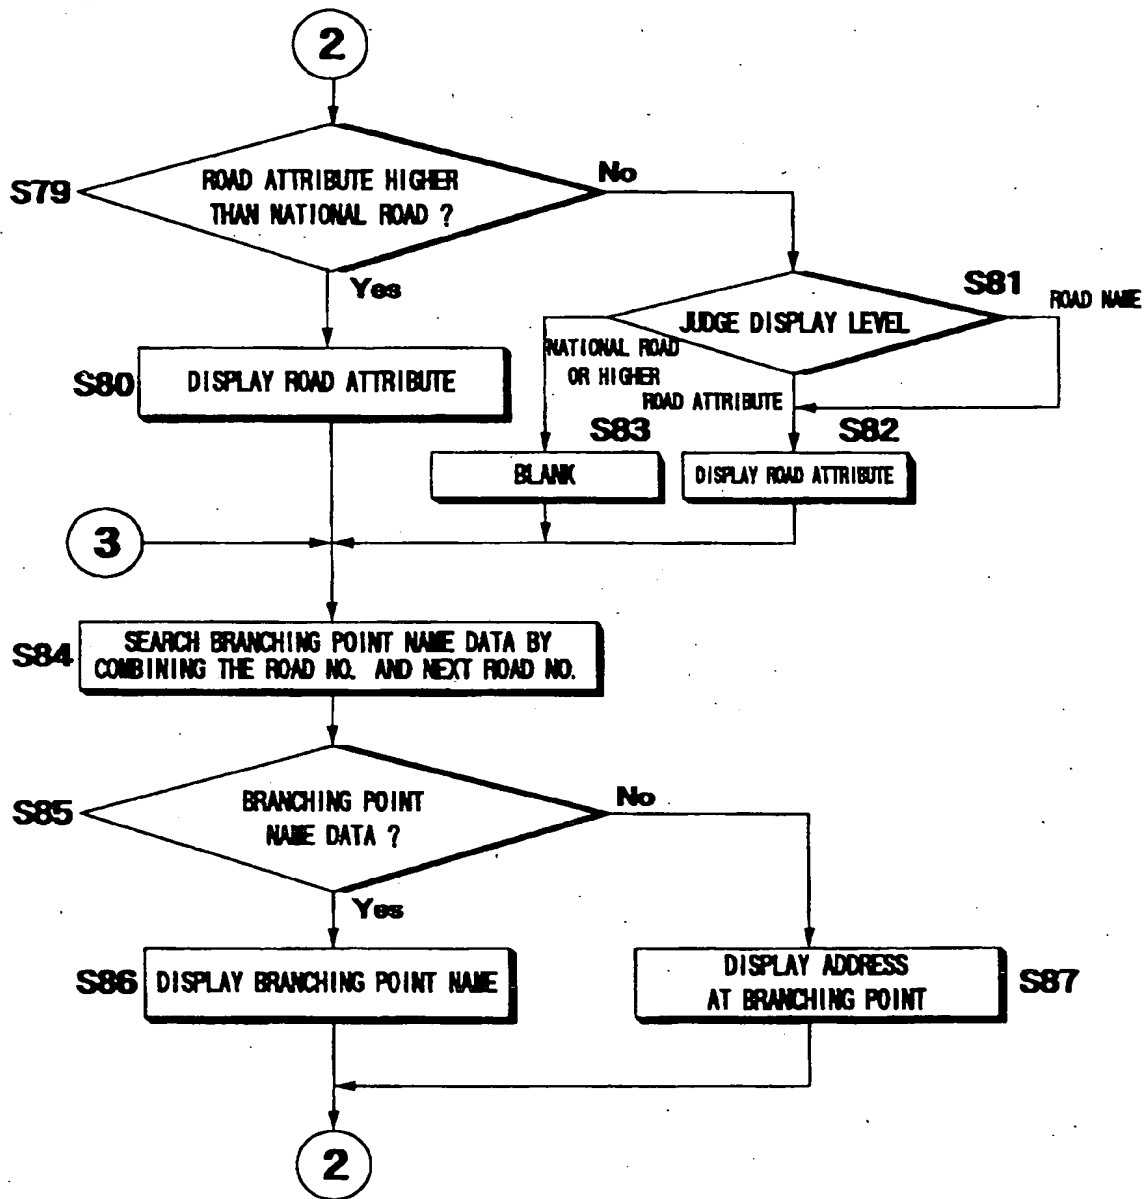 2
S79
ROAD ATTRIBUTE HIGHER
THAN NATIONAL ROAD ?
No
Yes
S81
ROAD NAME
JUDGE DISPLAY LEVEL
S80
DISPLAY ROAD ATTRIBUTE
NATIONAL ROAD
OR HIGHER
ROAD ATTRIBUTE
S83
S82
BLANK
DISPLAY ROAD ATTRIBUTE
3
S84
SEARCH BRANCHING POINT NAME DATA BY
COMBINING THE ROAD NO. AND NEXT ROAD NO.
S85
BRANCHING POINT
NAME DATA ?
No
Yes
S86
DISPLAY BRANCHING POINT NAME
DISPLAY ADDRESS
AT BRANCHING POINT
S87
2